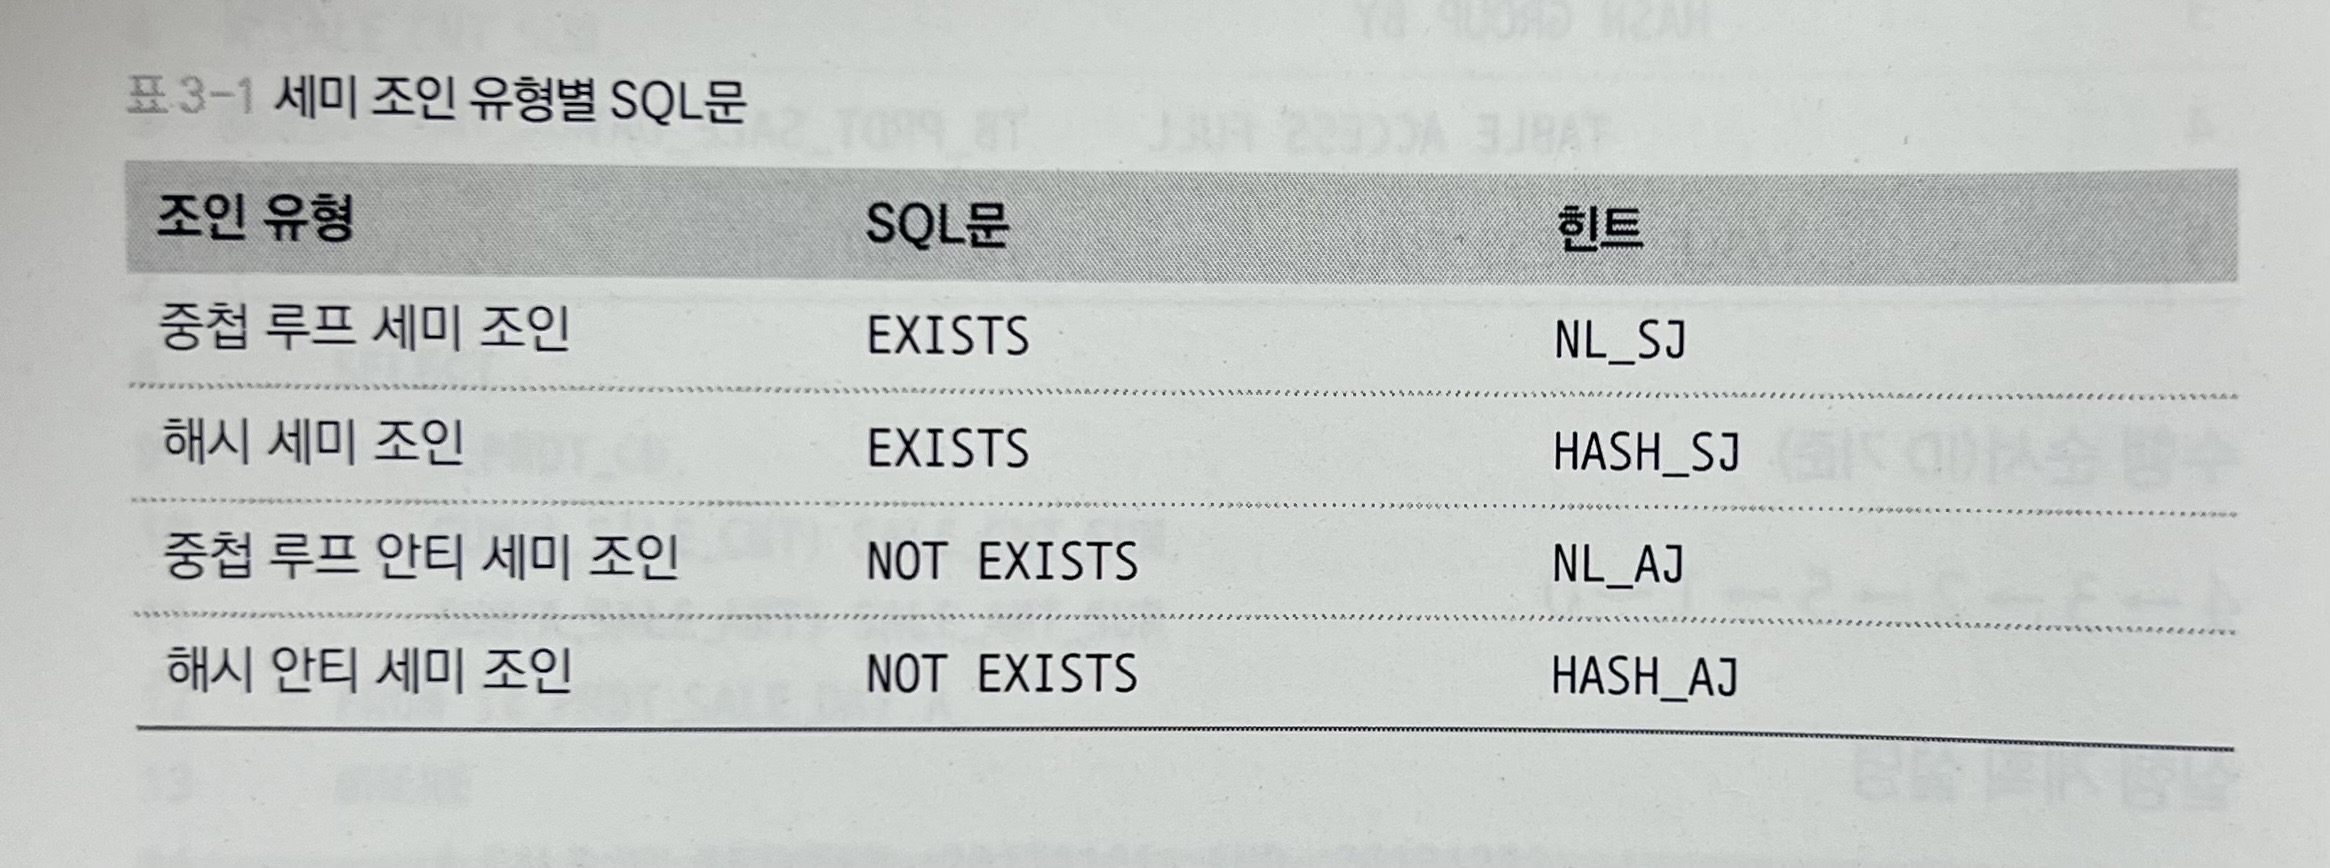 표 3-1 세미 조인 유형별 SQL문
조인 유형 SQL문 힌트
중첩 루프 세미 조인 EXISTS NL_SJ
해시 세미 조인 EXISTS HASH_SJ
중첩 루프 안티 세미 조인 NOT EXISTS NL_AJ
해시 안티 세미 조인 NOT EXISTS HASH_AJ